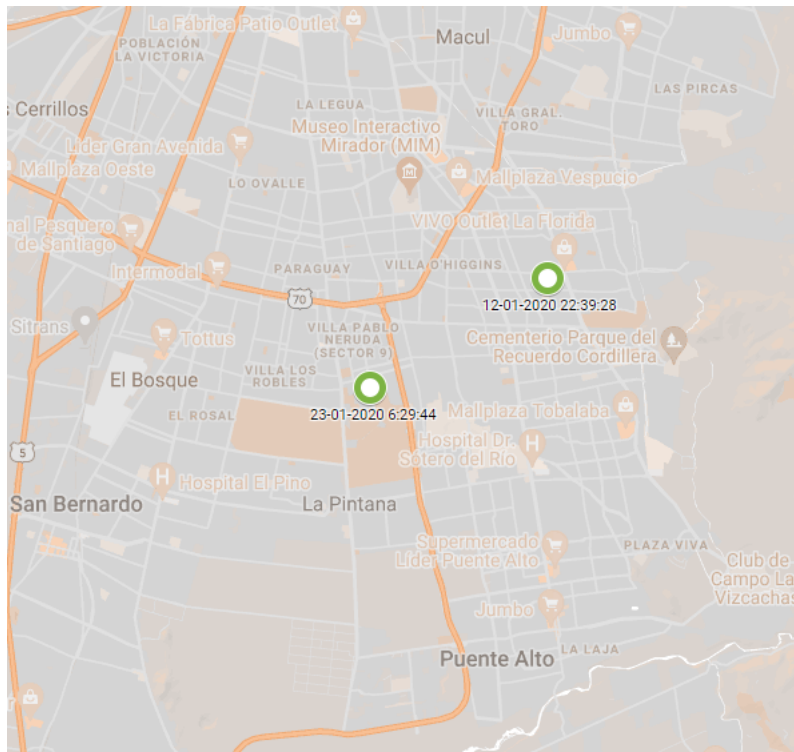 La Fábrica Patio Outlet
Macul
Jumbo
POBLACIÓN
LA VICTORIA
LAS PIRCAS
Cerrillos
LA LEGUA
VILLA GRAL.
TORO
Museo Interactivo
Mirador (MIM)
Lider Gran Avenida
Mallplaza Oeste
Mallplaza Vespucio
LO OVALLE
nal Pesquero
de Santiago
VIVO Outlet La Florida
Intermodal
PARAGUAY
VILLA O'HIGGINS
70
12-01-2020 22:39:28
Sitrans
Tottus
VILLA PABLO
NERUDA
(SECTOR 9)
Cementerio Parque del
Recuerdo Cordillera
El Bosque
VILLA LOS
ROBLES
EL ROSAL
23-01-2020 6:29:44
Mallplaza Tobalaba
5
Hospital Dr.
Sótero del Río
Hospital El Pino
San Bernardo
La Pintana
Supermercado
Lider Puente Alto
PLAZA VIVA
Club de
Campo La
Vizcachas
Jumbo
LA LAJA
Puente Alto